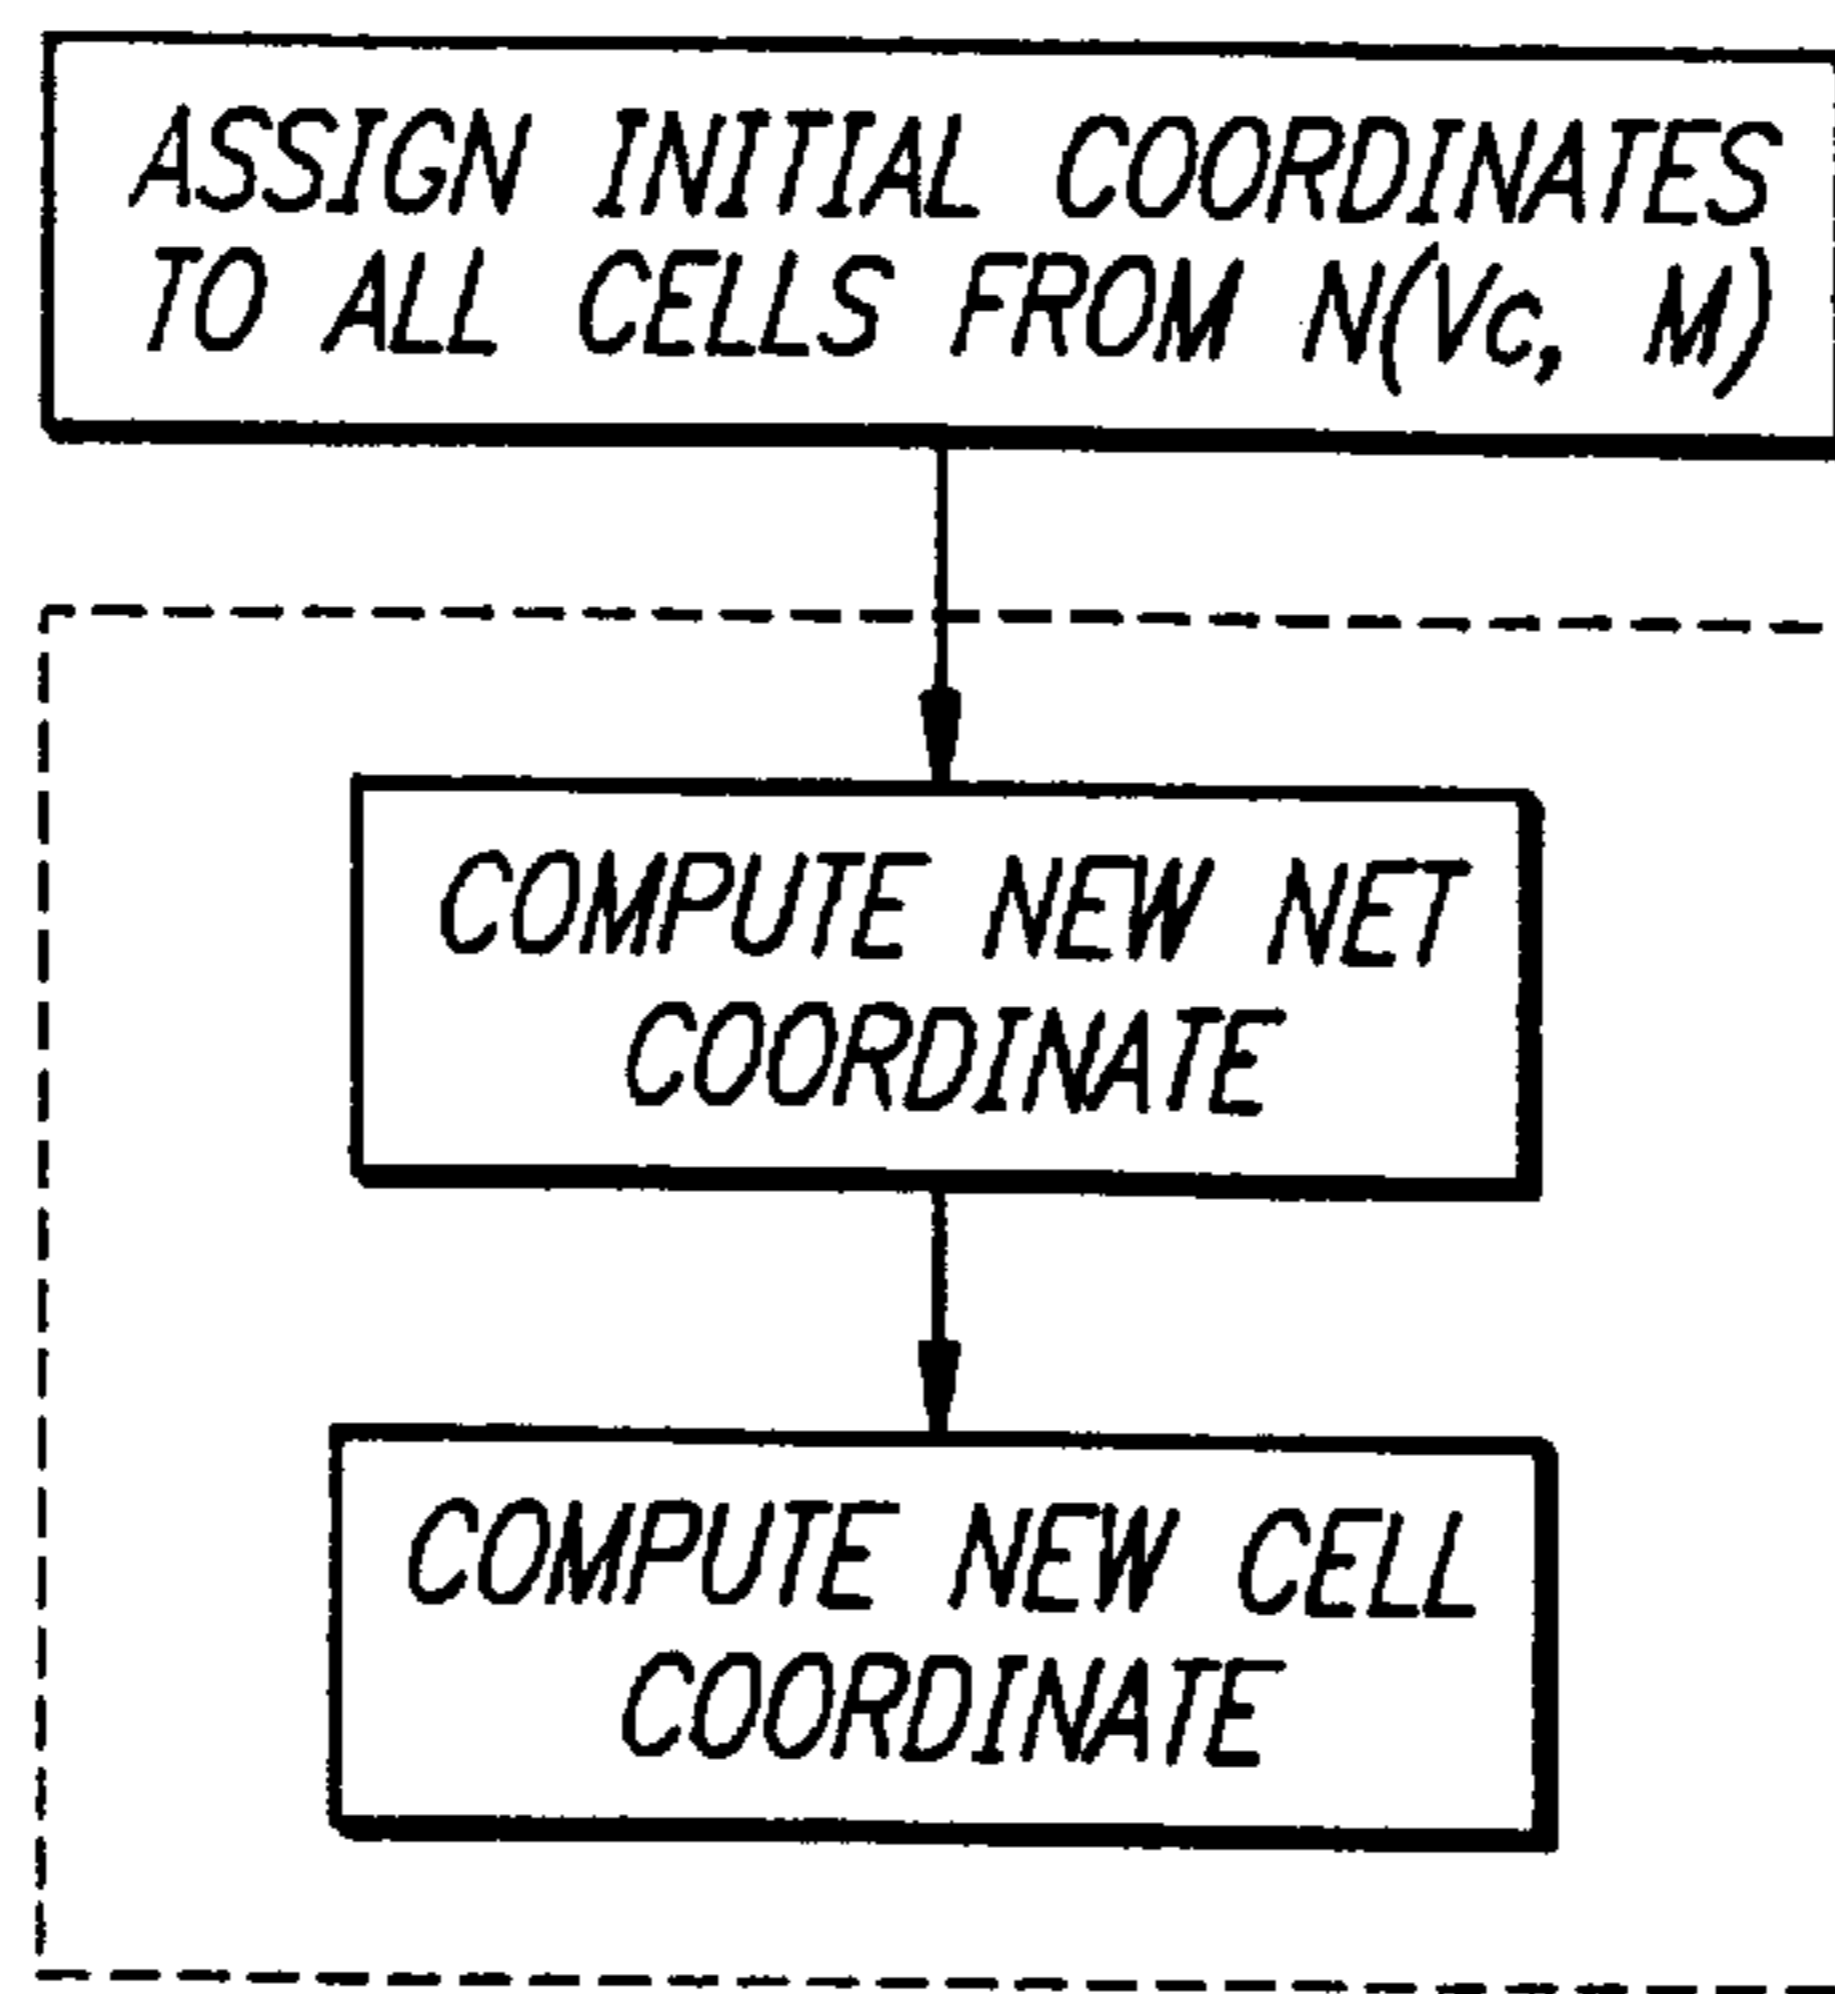 ASSIGN INITIAL COORDINATES
TO ALL CELLS FROM N(Vc, M)
COMPUTE NEW NET
COORDINATE
COMPUTE NEW CELL
COORDINATE